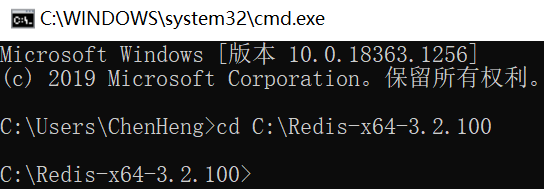 C:\WINDOWS\system32\cmd.exe
Microsoft Windows [版本 10.0.18363.1256]
(c) 2019 Microsoft Corporation。保留所有权利。
C:\Users\ChenHeng>cd C:\Redis-x64-3.2.100
C:\Redis-x64-3.2.100>